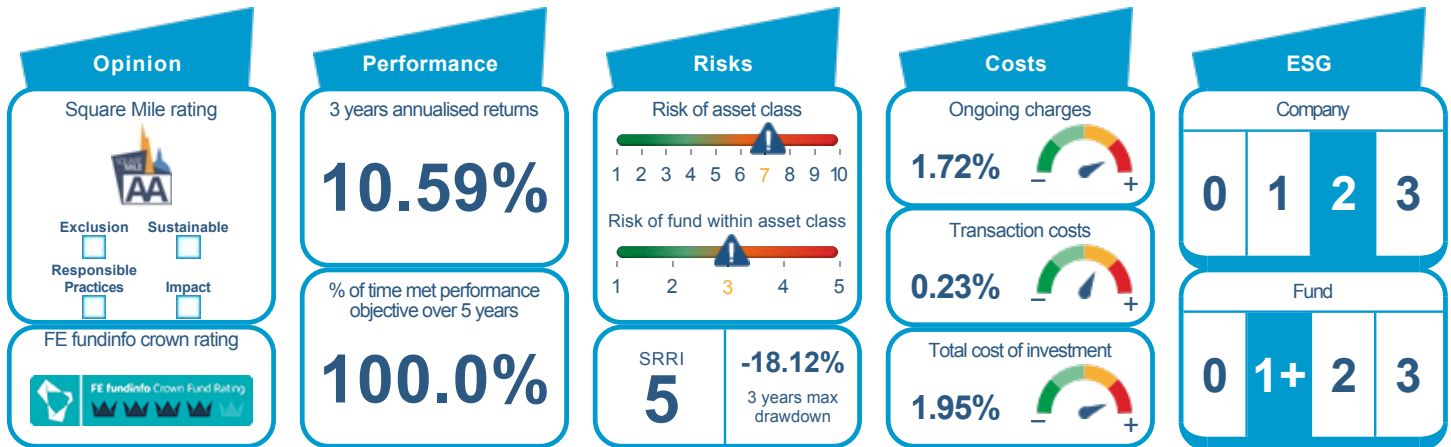 Opinion
Square Mile rating
SQUARE
MILE
AA
Exclusion Sustainable
Responsible
Practices Impact
FE fundinfo crown rating
FE fundinfo Crown Fund Rating
Performance
3 years annualised returns
10.59%
% of time met performance
objective over 5 years
100.0%
Risks
Risk of asset class
1 2 3 4 5 6 7 8 9 10
Risk of fund within asset class
1 2 3 4 5
SRRI
5
-18.12%
3 years max
drawdown
Costs
Ongoing charges
1.72%
– +
Transaction costs
0.23%
– +
Total cost of investment
1.95%
– +
ESG
Company
0 1 2 3
Fund
0 1+ 2 3